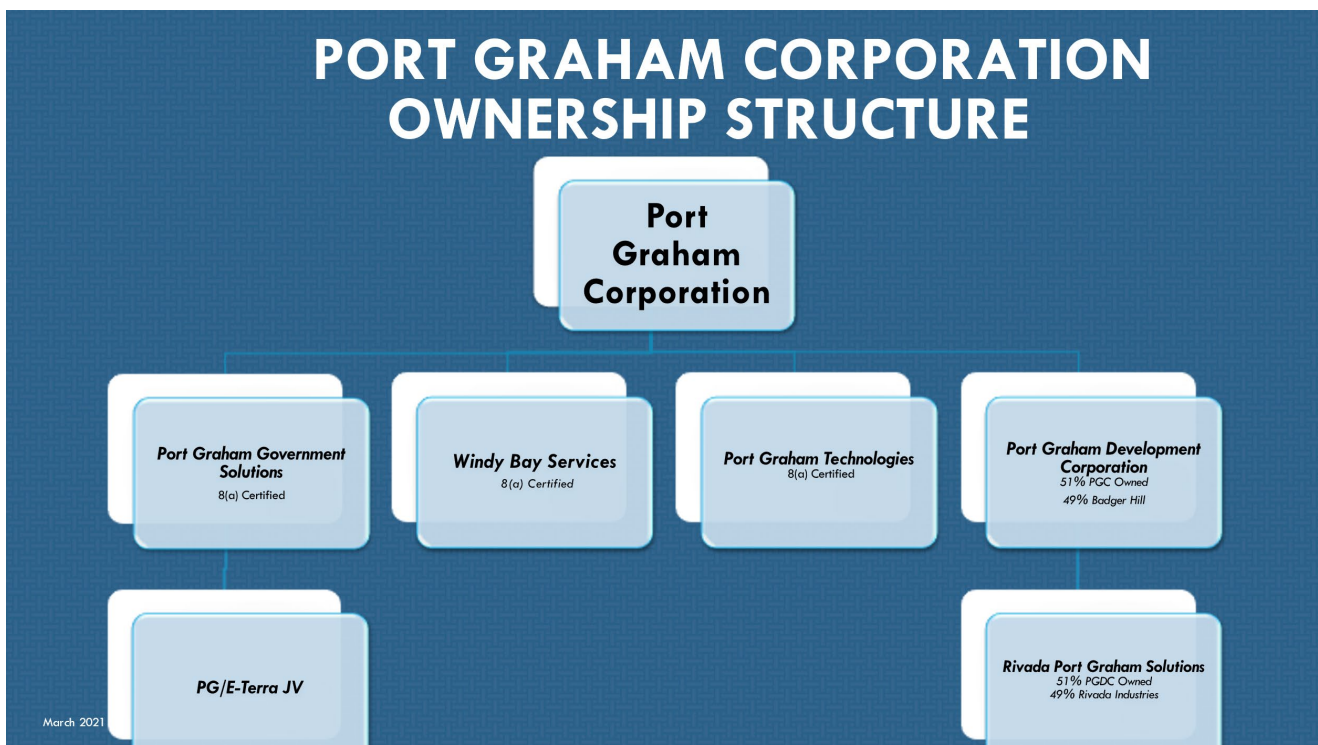 PORT GRAHAM CORPORATION
OWNERSHIP STRUCTURE
Port
Graham
Corporation
Port Graham Government
Solutions
8(a) Certified
Windy Bay Services
8(a) Certified
Port Graham Technologies
8(a) Certified
Port Graham Development
Corporation
51% PGC Owned
49% Badger Hill
PG/E-Terra JV
Rivada Port Graham Solutions
51% PGDC Owned
49% Rivada Industries
March 2021